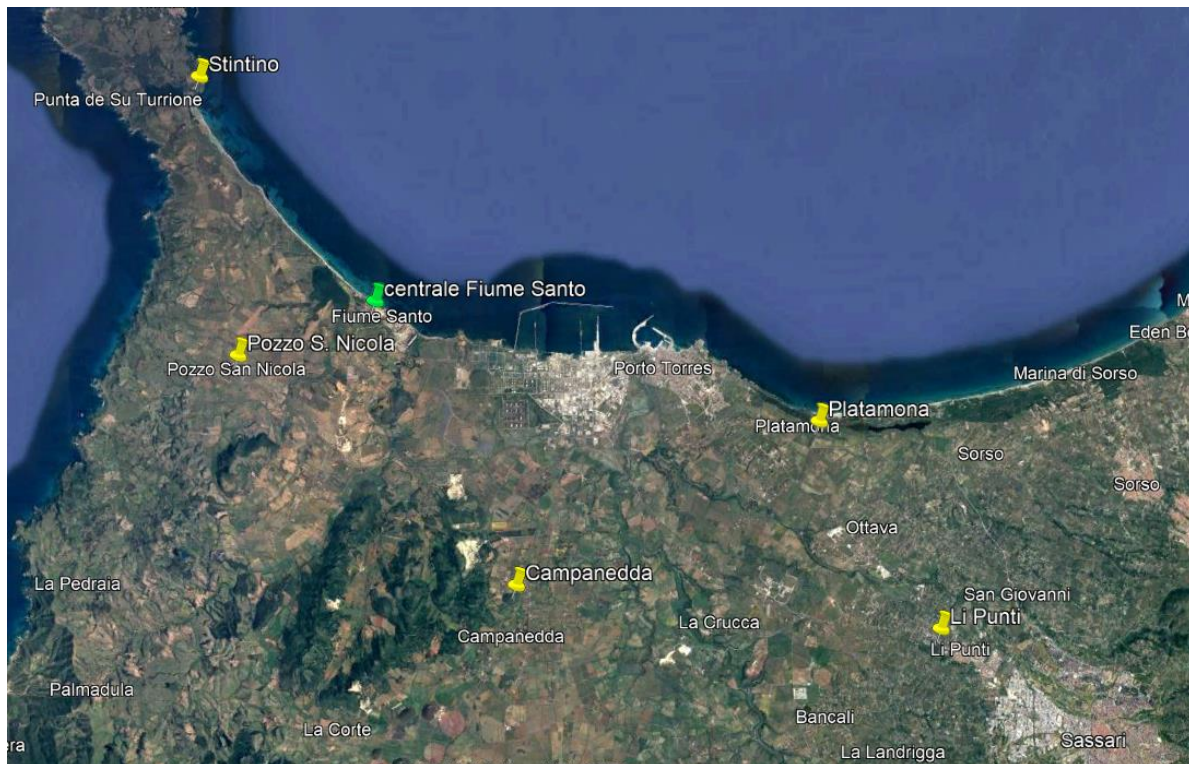 Stintino
Punta de Su Turrione
centrale Fiume Santo
M
Fiume Santo
Eden Be
Pozzo S. Nicola
Pozzo San Nicola
Porto Torres
Marina di Sorso
Platamona
Platamona
Sorso
Sorso
Ottava
Campanedda
La Pedraia
San Giovanni
Li Punti
La Crucca
Campanedda
Li Punti
Palmadula
Bancali
La Corte
Sassari
era
La Landrigga